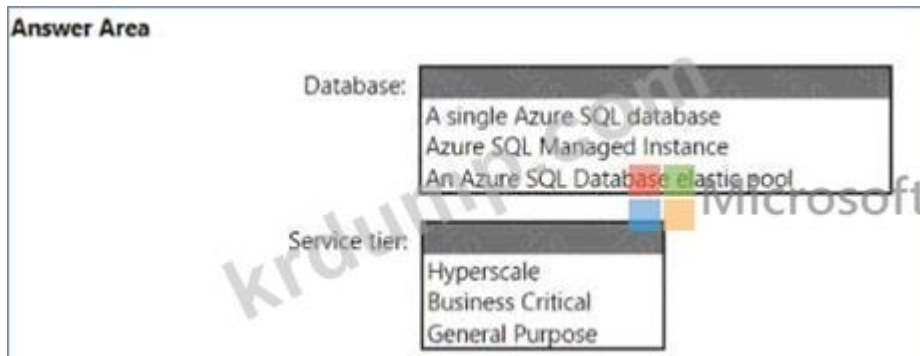 Answer Area
Database:
A single Azure SQL database
Azure SQL Managed Instance
An Azure SQL Database elastic pool
Microsoft
Service tier:
Hyperscale
Business Critical
General Purpose
krdump.com